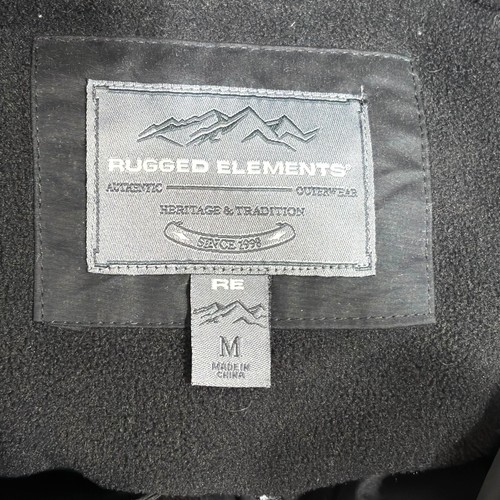 RUGGED ELEMENTS
AUTHENTIC OUTERWEAR
HERITAGE & TRADITION
SINCE 1998
RE
M
MADE IN
CHINA